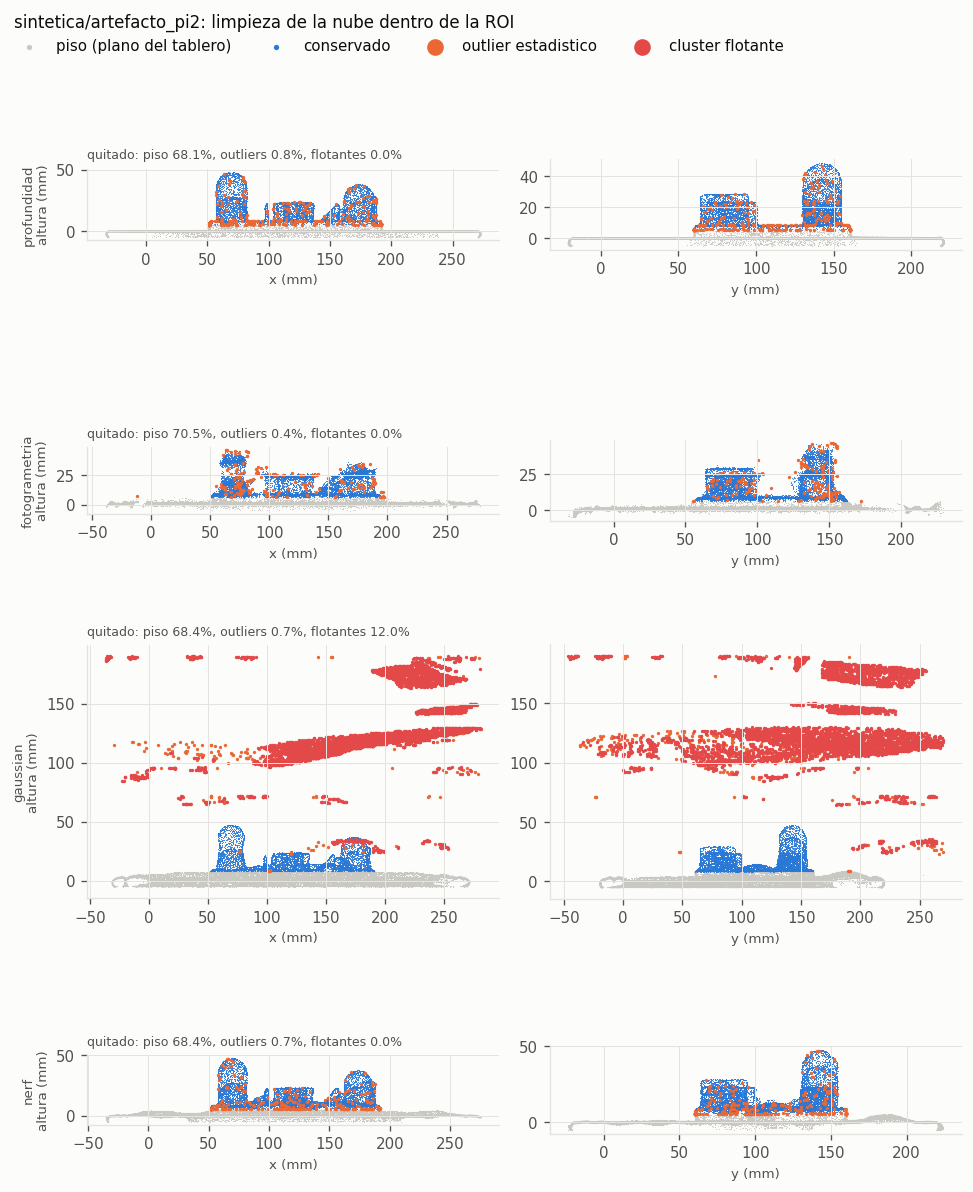 sintetica/artefacto_pi2: limpieza de la nube dentro de la ROI
piso (plano del tablero) conservado outlier estadistico cluster flotante
quitado: piso 68.1%, outliers 0.8%, flotantes 0.0%
profundidad
altura (mm)
50
0
0 50 100 150 200 250
x (mm)
40
20
0
0 50 100 150 200
y (mm)
quitado: piso 70.5%, outliers 0.4%, flotantes 0.0%
fotogrametria
altura (mm)
25
0
−50 0 50 100 150 200 250
x (mm)
25
0
0 50 100 150 200
y (mm)
quitado: piso 68.4%, outliers 0.7%, flotantes 12.0%
gaussian
altura (mm)
150
100
50
0
−50 0 50 100 150 200 250
x (mm)
150
100
50
0
−50 0 50 100 150 200 250
y (mm)
quitado: piso 68.4%, outliers 0.7%, flotantes 0.0%
nerf
altura (mm)
50
0
−50 0 50 100 150 200 250
x (mm)
50
0
0 50 100 150 200
y (mm)